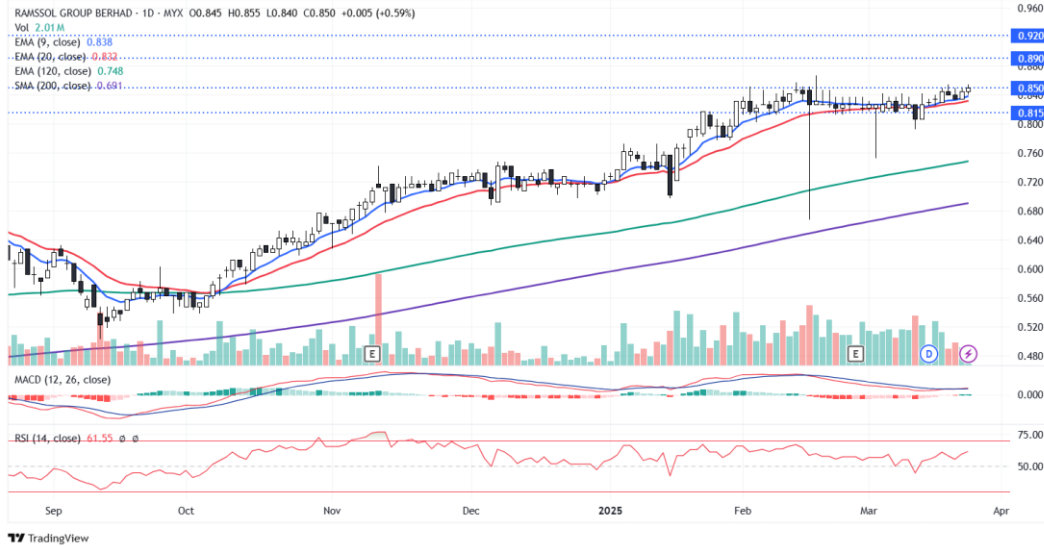 RAMSSOL GROUP BERHAD · 1D · MYX O0.845 H0.855 L0.840 C0.850 +0.005 (+0.59%)
Vol 2.01 M
EMA (9, close) 0.838
EMA (20, close) 0.832
EMA (120, close) 0.748
SMA (200, close) 0.691
0.960
0.920
0.890
0.880
0.850
0.840
0.815
0.800
0.760
0.720
0.680
0.640
0.600
0.560
0.520
0.480
E
E
D
MACD (12, 26, close)
0.000
RSI (14, close) 61.55 ø ø
75.00
50.00
Sep Oct Nov Dec 2025 Feb Mar Apr
TradingView